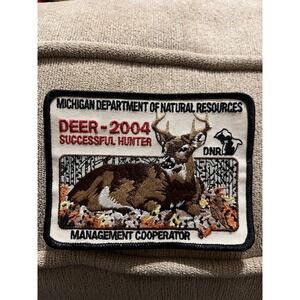 MICHIGAN DEPARTMENT OF NATURAL RESOURCES
DEER - 2004
SUCCESSFUL HUNTER
DNR
MANAGEMENT COOPERATOR